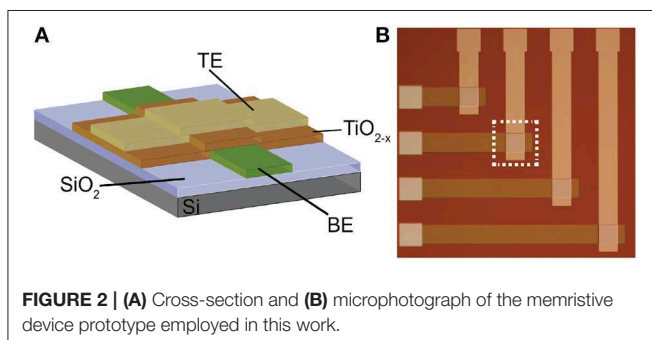 A
B
TE
TiO2-x
SiO2
Si
BE
FIGURE 2 | (A) Cross-section and (B) microphotograph of the memristive
device prototype employed in this work.